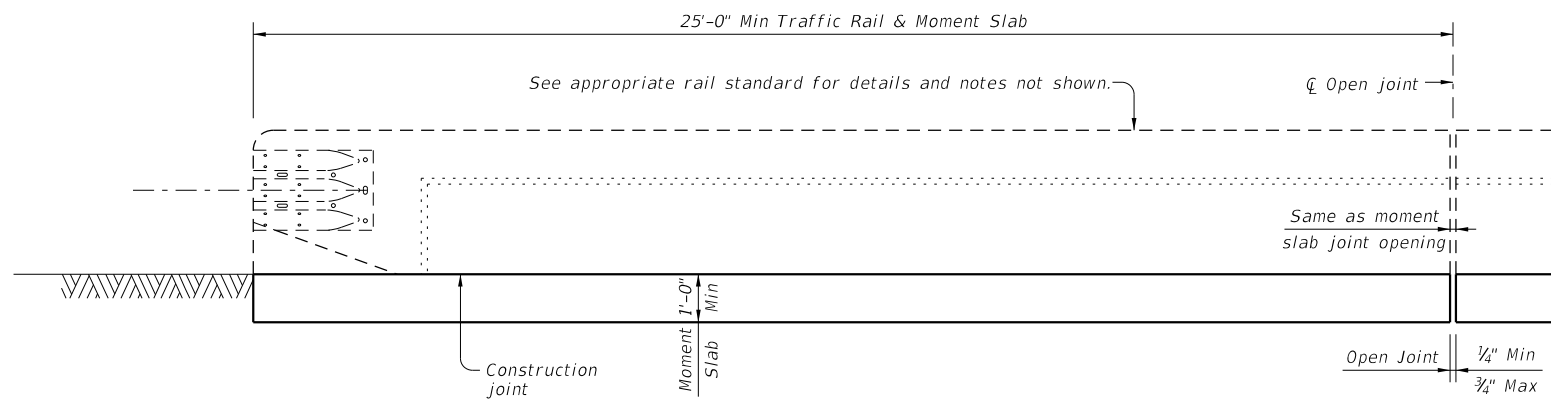 25'-0" Min Traffic Rail & Moment Slab
See appropriate rail standard for details and notes not shown.
℄ Open joint
Same as moment
slab joint opening
Moment 1'-0"
Slab Min
Construction
joint
Open Joint
¼" Min
¾" Max